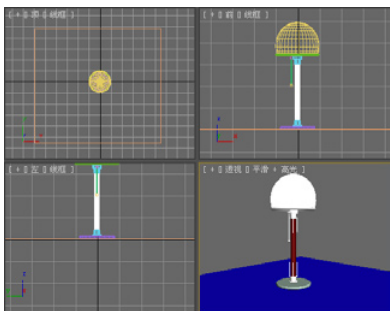 [ + ▯ 顶 ▯ 线框 ]
[ + ▯ 前 ▯ 线框 ]
[ + ▯ 左 ▯ 线框 ]
[ + ▯ 透视 ▯ 平滑 + 高光 ]